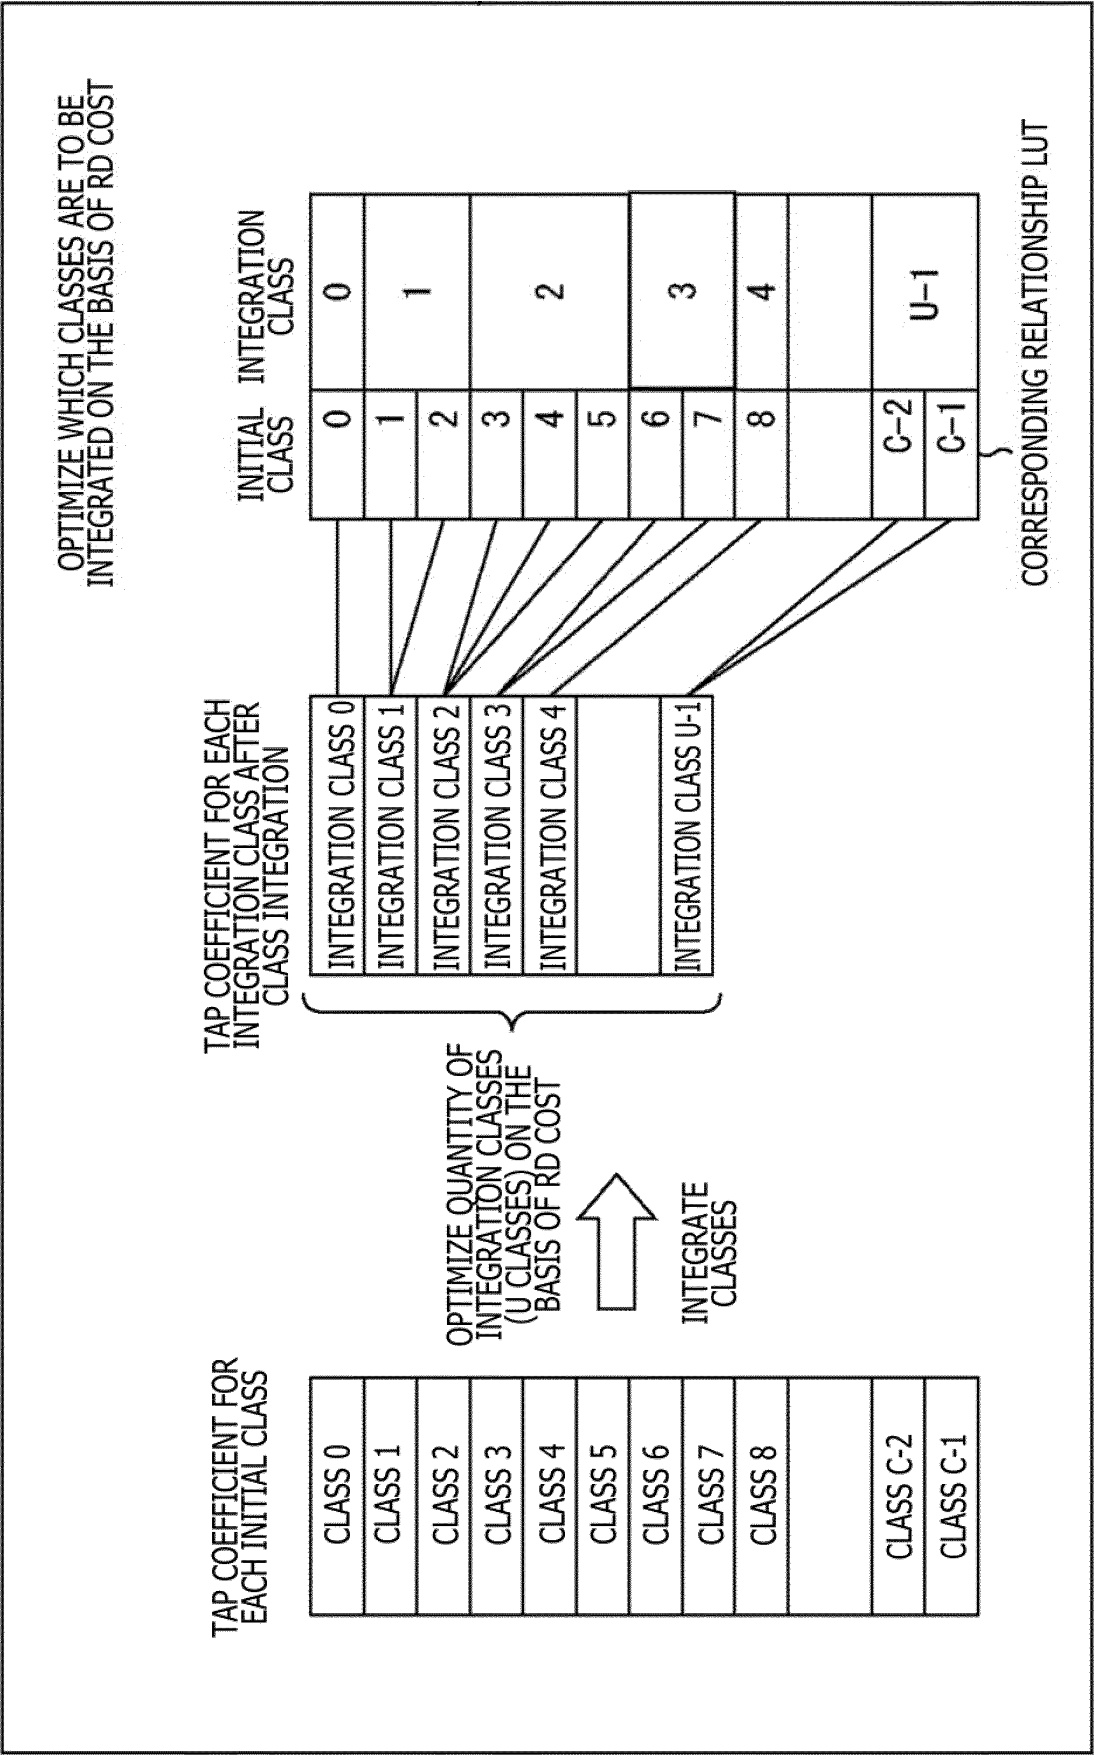 OPTIMIZE WHICH CLASSES ARE TO BE
INTEGRATED ON THE BASIS OF RD COST
TAP COEFFICIENT FOR
EACH INITIAL CLASS
CLASS 0
CLASS 1
CLASS 2
CLASS 3
CLASS 4
CLASS 5
CLASS 6
CLASS 7
CLASS 8
CLASS C-2
CLASS C-1
OPTIMIZE QUANTITY OF
INTEGRATION CLASSES
(U CLASSES) ON THE
BASIS OF RD COST
INTEGRATE
CLASSES
TAP COEFFICIENT FOR EACH
INTEGRATION CLASS AFTER
CLASS INTEGRATION
INTEGRATION CLASS 0
INTEGRATION CLASS 1
INTEGRATION CLASS 2
INTEGRATION CLASS 3
INTEGRATION CLASS 4
INTEGRATION CLASS U-1
INITIAL
CLASS
0
1
2
3
4
5
6
7
8
C-2
C-1
INTEGRATION
CLASS
0
1
2
3
4
U-1
CORRESPONDING RELATIONSHIP LUT